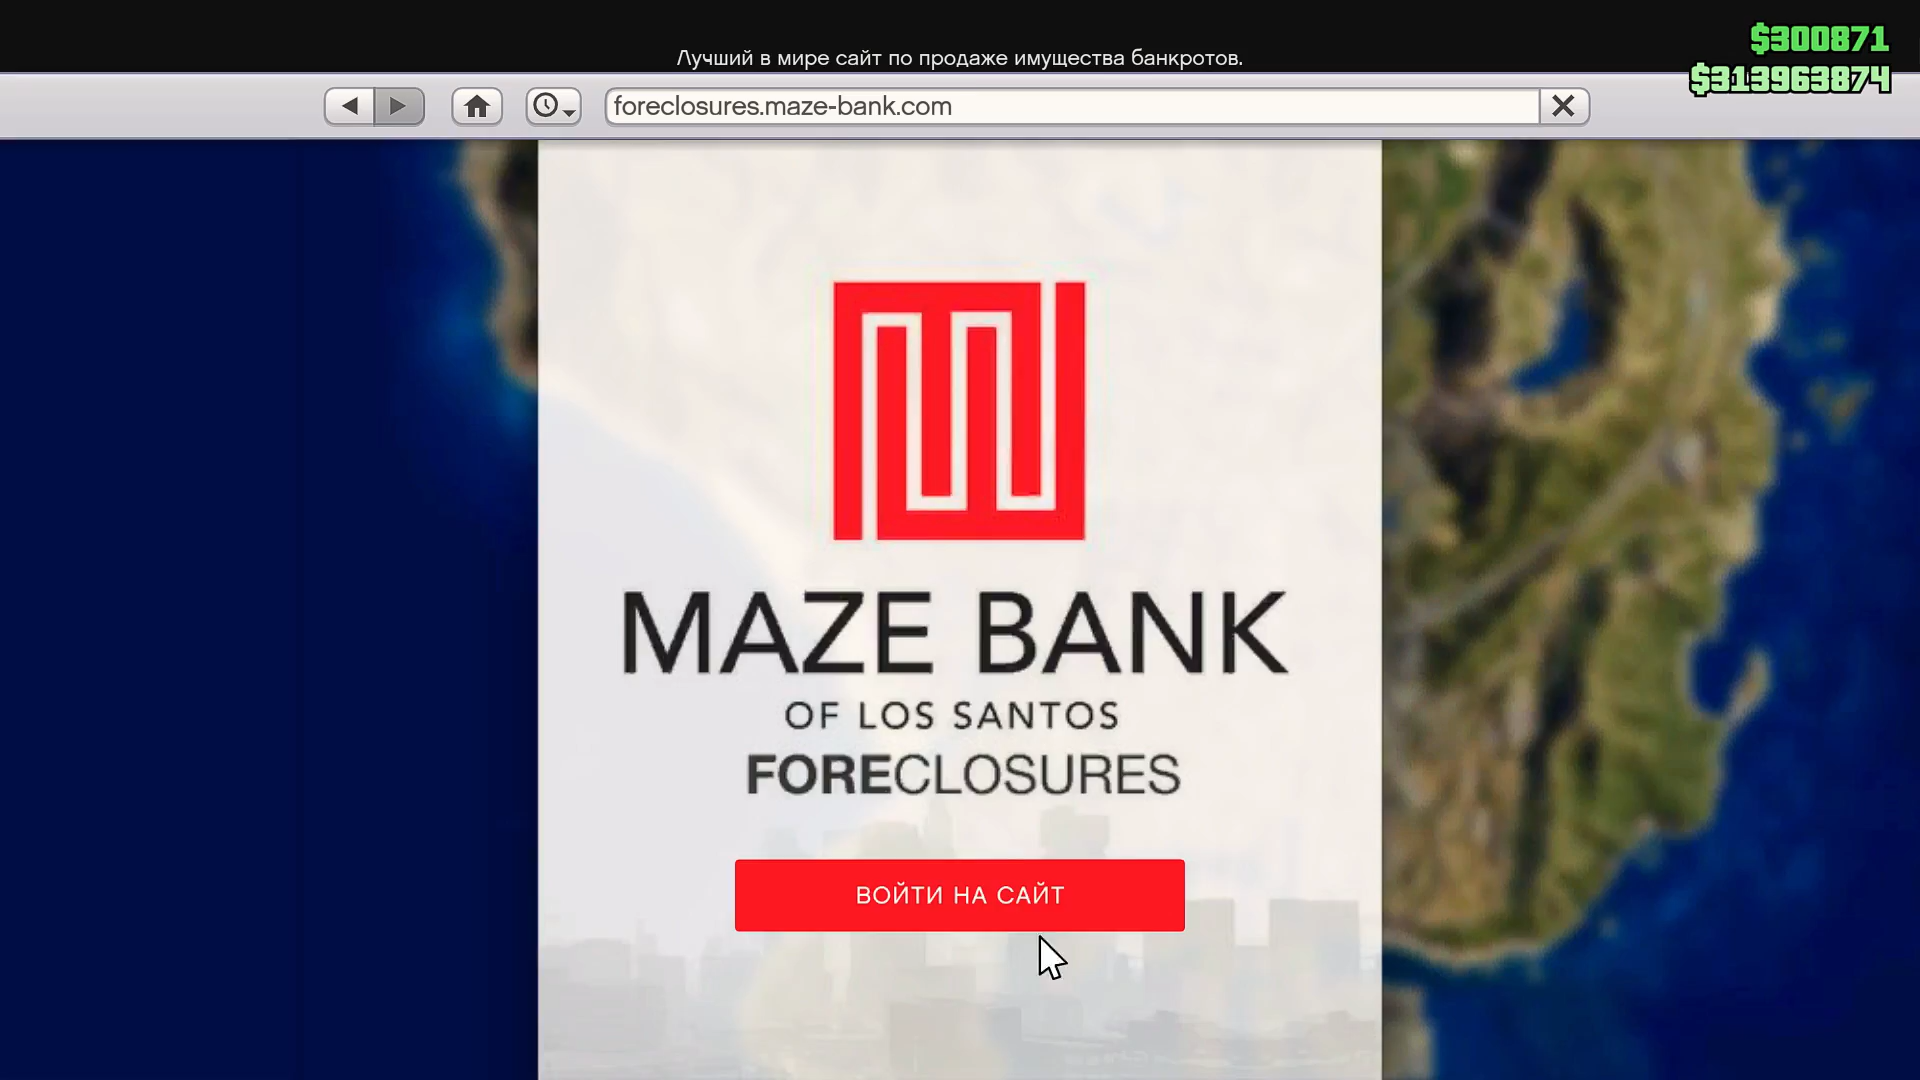 $300871
Лучший в мире сайт по продаже имущества банкротов.
$313963874
foreclosures.maze-bank.com
MAZE BANK
OF LOS SANTOS
FORECLOSURES
ВОЙТИ НА САЙТ